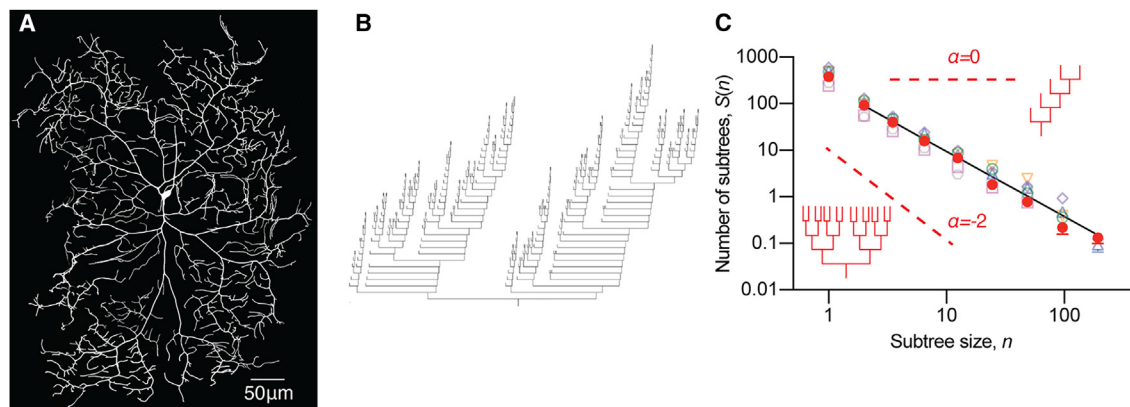 A
50µm
B
C
1000
100
10
1
0.1
0.01
Number of subtrees, S(n)
α=0
α=-2
1
10
100
Subtree size, n